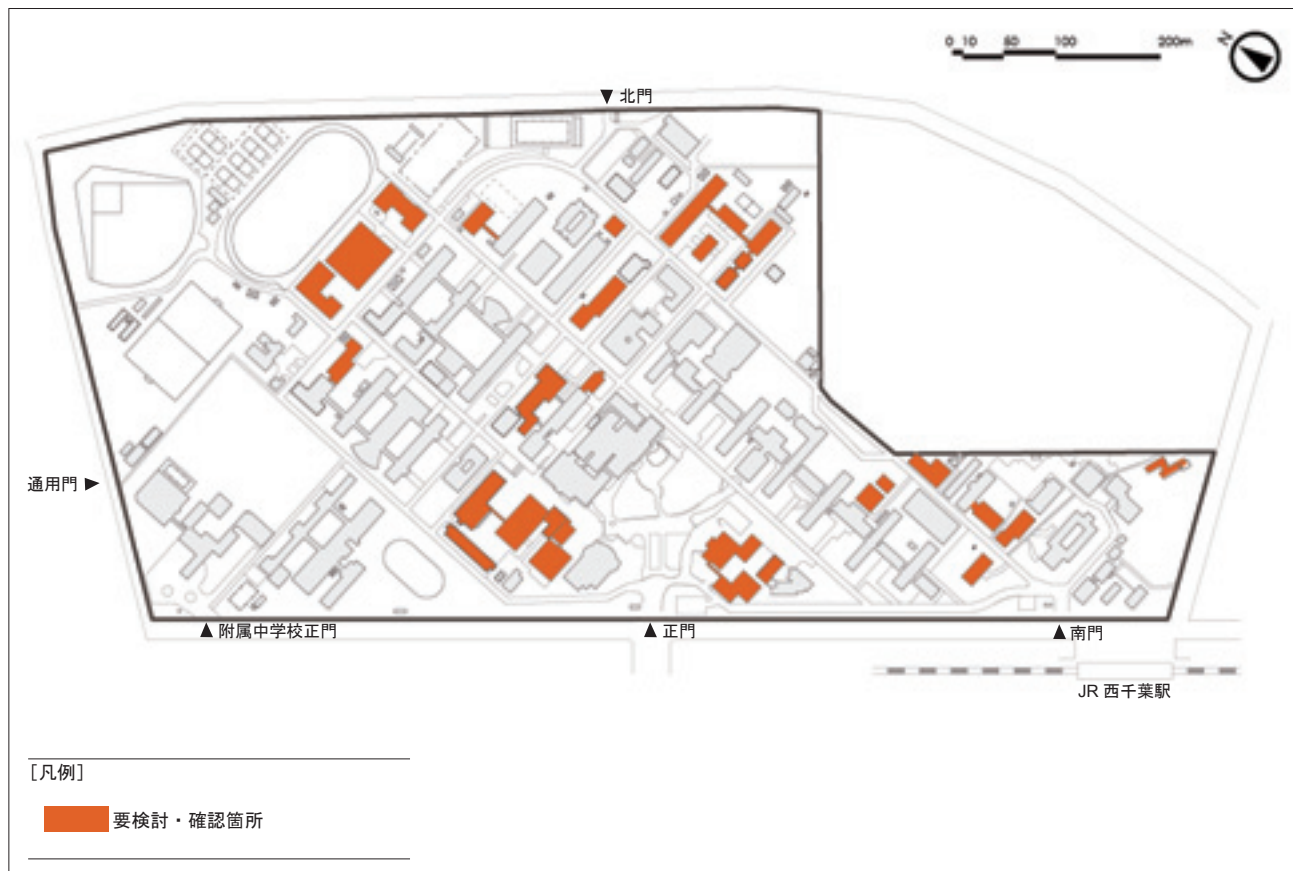 0 10 50 100 200m
N
▼ 北門
通用門 ▶
▲ 附属中学校正門
▲ 正門
▲ 南門
JR 西千葉駅
［凡例］
要検討・確認箇所